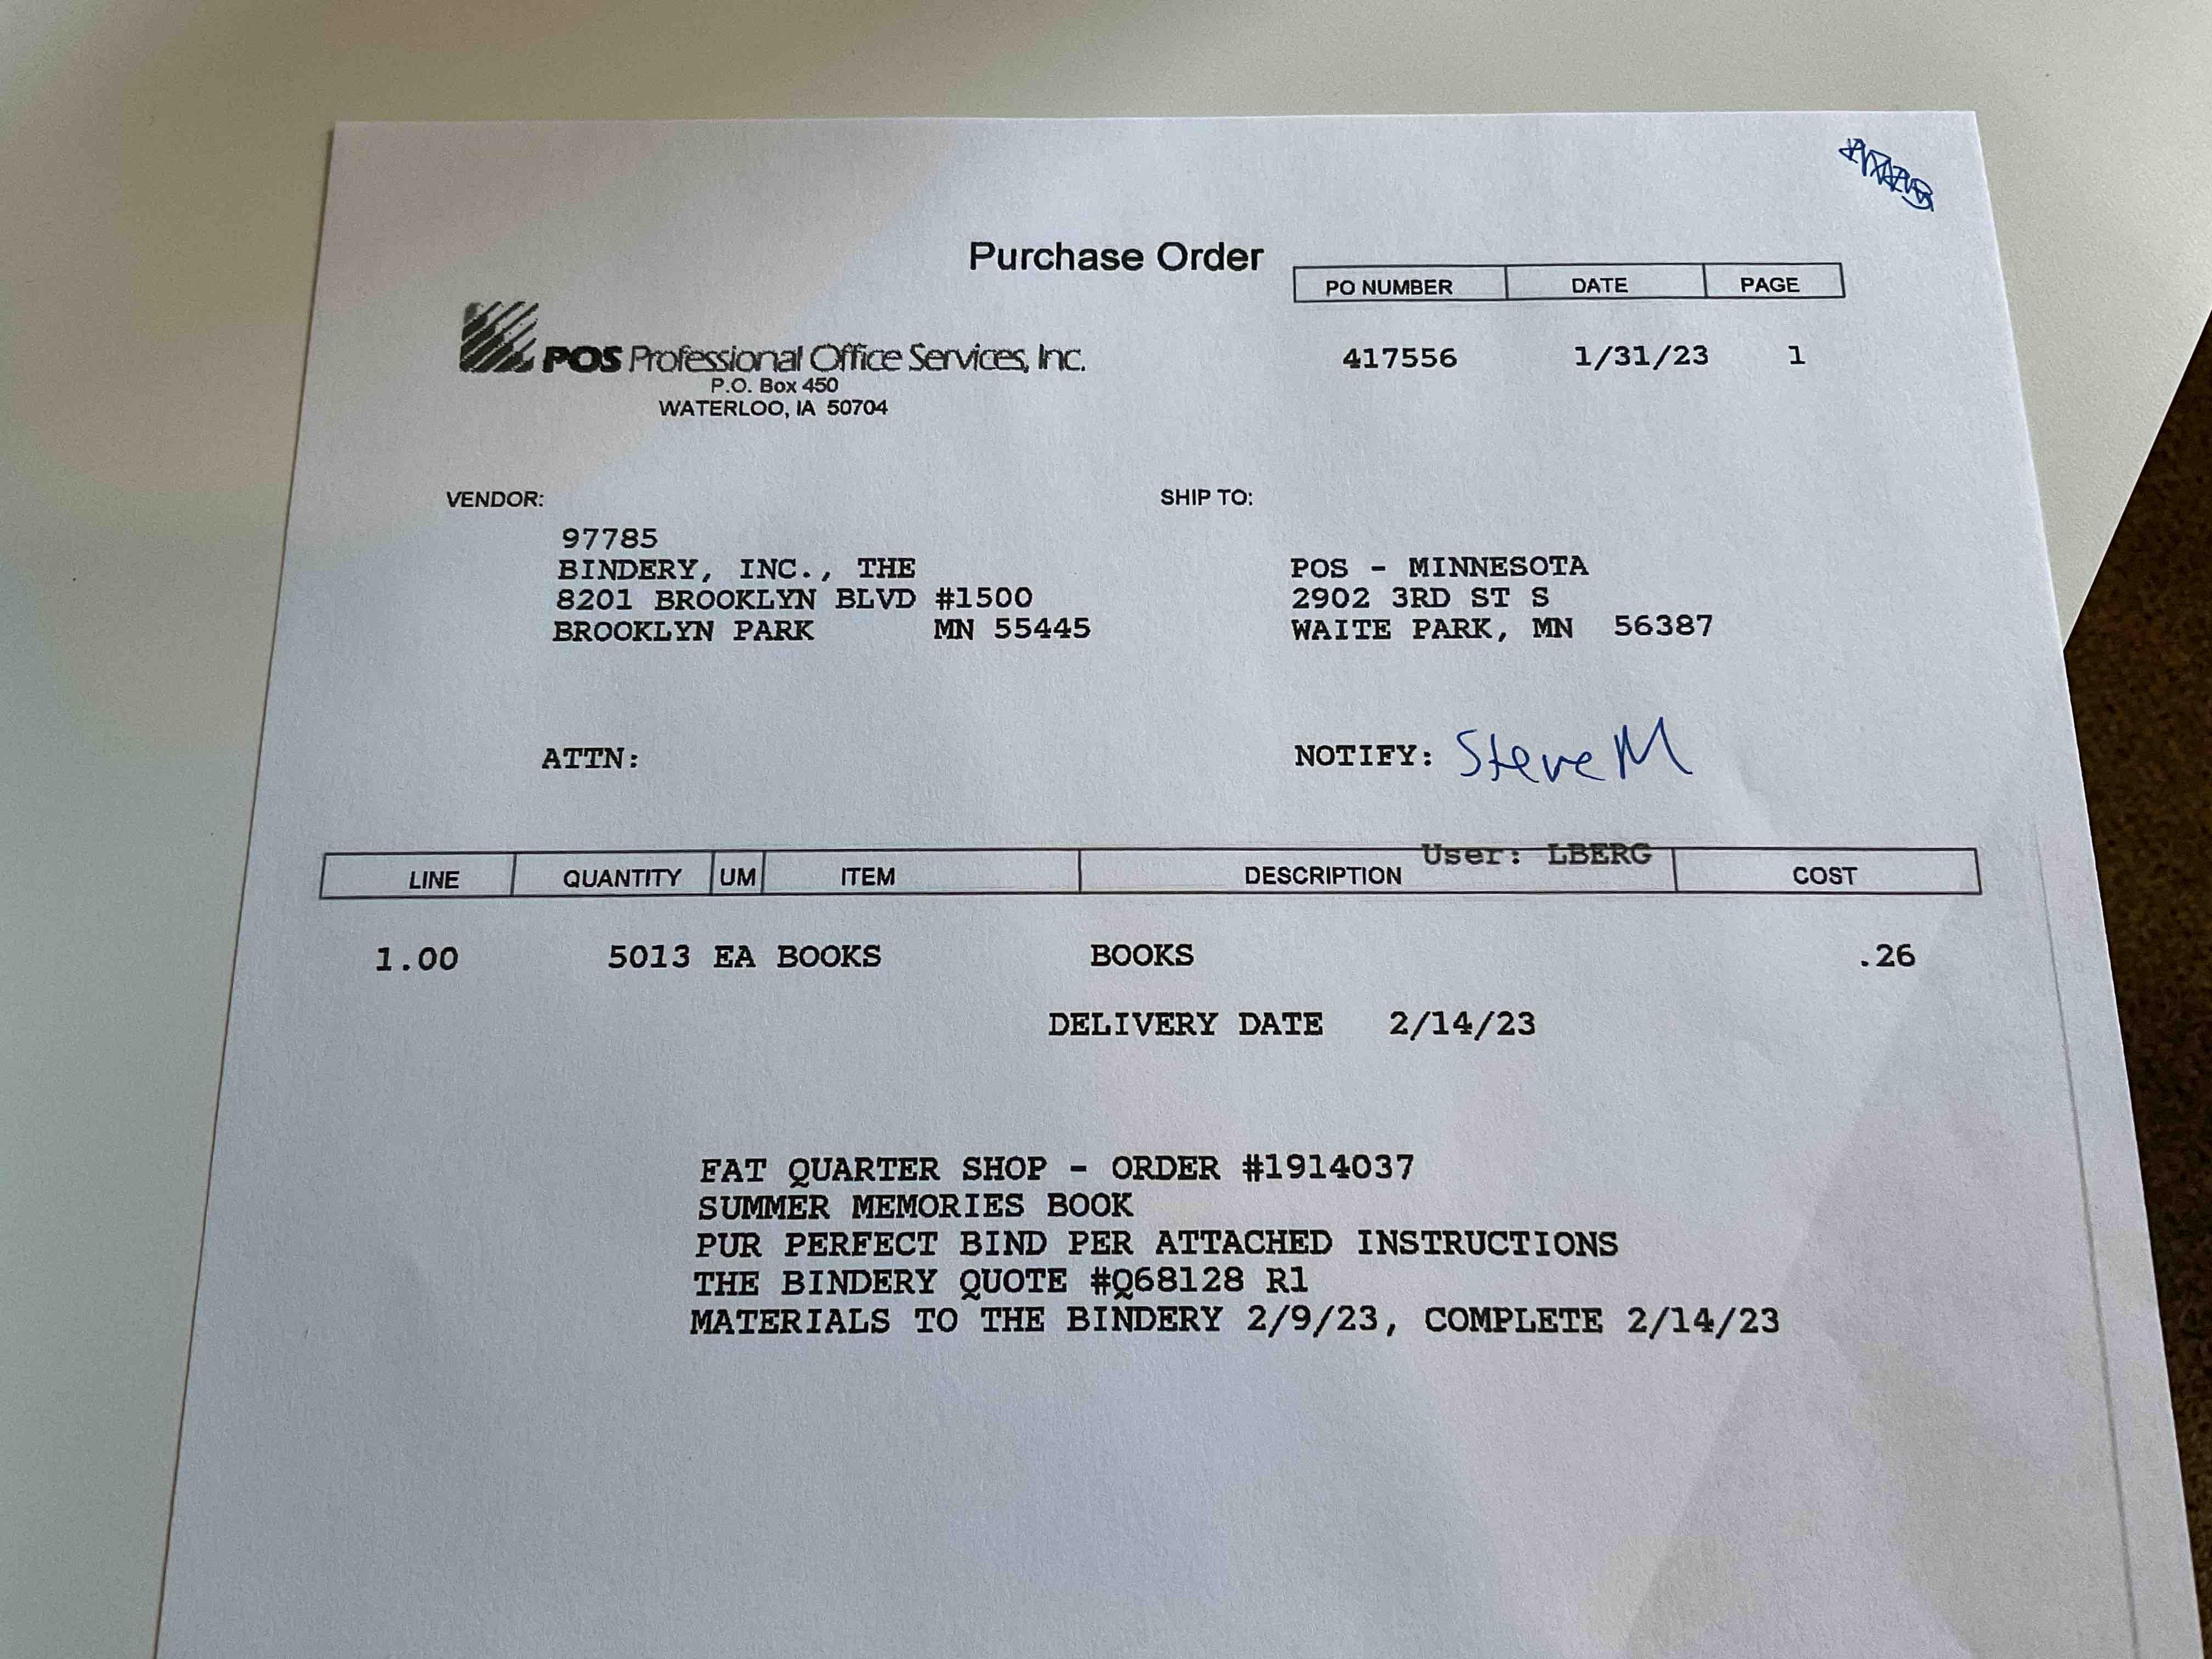 Purchase Order
PO NUMBER DATE PAGE
417556 1/31/23 1
POS Professional Office Services, Inc.
P.O. Box 450
WATERLOO, IA 50704
VENDOR:
97785
BINDERY, INC., THE
8201 BROOKLYN BLVD #1500
BROOKLYN PARK MN 55445
SHIP TO:
POS - MINNESOTA
2902 3RD ST S
WAITE PARK, MN 56387
ATTN:
NOTIFY: Steve M
User: LBERG
LINE QUANTITY UM ITEM DESCRIPTION COST
1.00 5013 EA BOOKS BOOKS .26
DELIVERY DATE 2/14/23
FAT QUARTER SHOP - ORDER #1914037
SUMMER MEMORIES BOOK
PUR PERFECT BIND PER ATTACHED INSTRUCTIONS
THE BINDERY QUOTE #Q68128 R1
MATERIALS TO THE BINDERY 2/9/23, COMPLETE 2/14/23